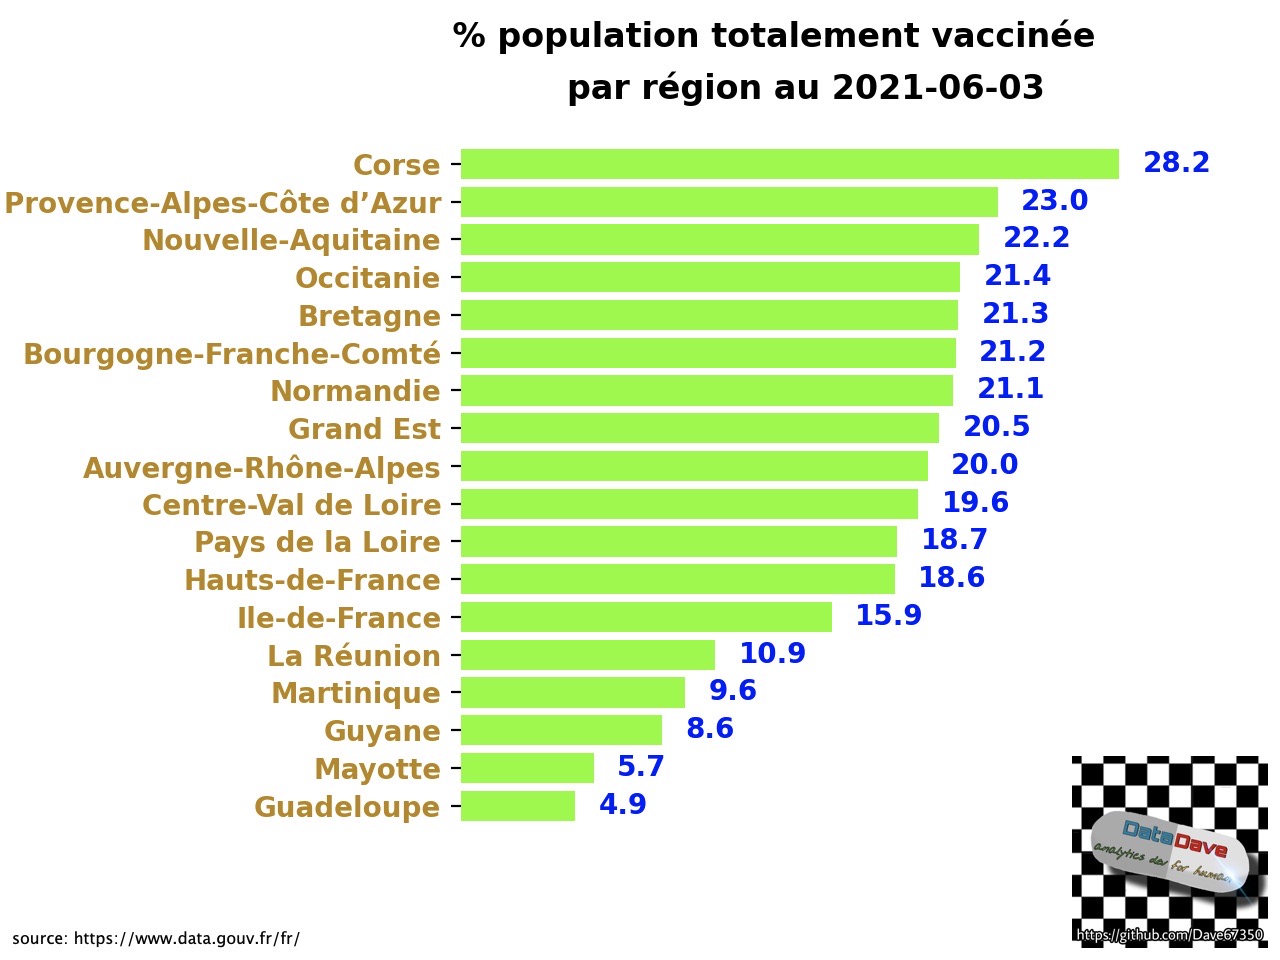 % population totalement vaccinée
par région au 2021-06-03
Corse 28.2
Provence-Alpes-Côte d’Azur 23.0
Nouvelle-Aquitaine 22.2
Occitanie 21.4
Bretagne 21.3
Bourgogne-Franche-Comté 21.2
Normandie 21.1
Grand Est 20.5
Auvergne-Rhône-Alpes 20.0
Centre-Val de Loire 19.6
Pays de la Loire 18.7
Hauts-de-France 18.6
Ile-de-France 15.9
La Réunion 10.9
Martinique 9.6
Guyane 8.6
Mayotte 5.7
Guadeloupe 4.9
DataDave
analytics dev for
https://github.com/Dave67350
source: https://www.data.gouv.fr/fr/